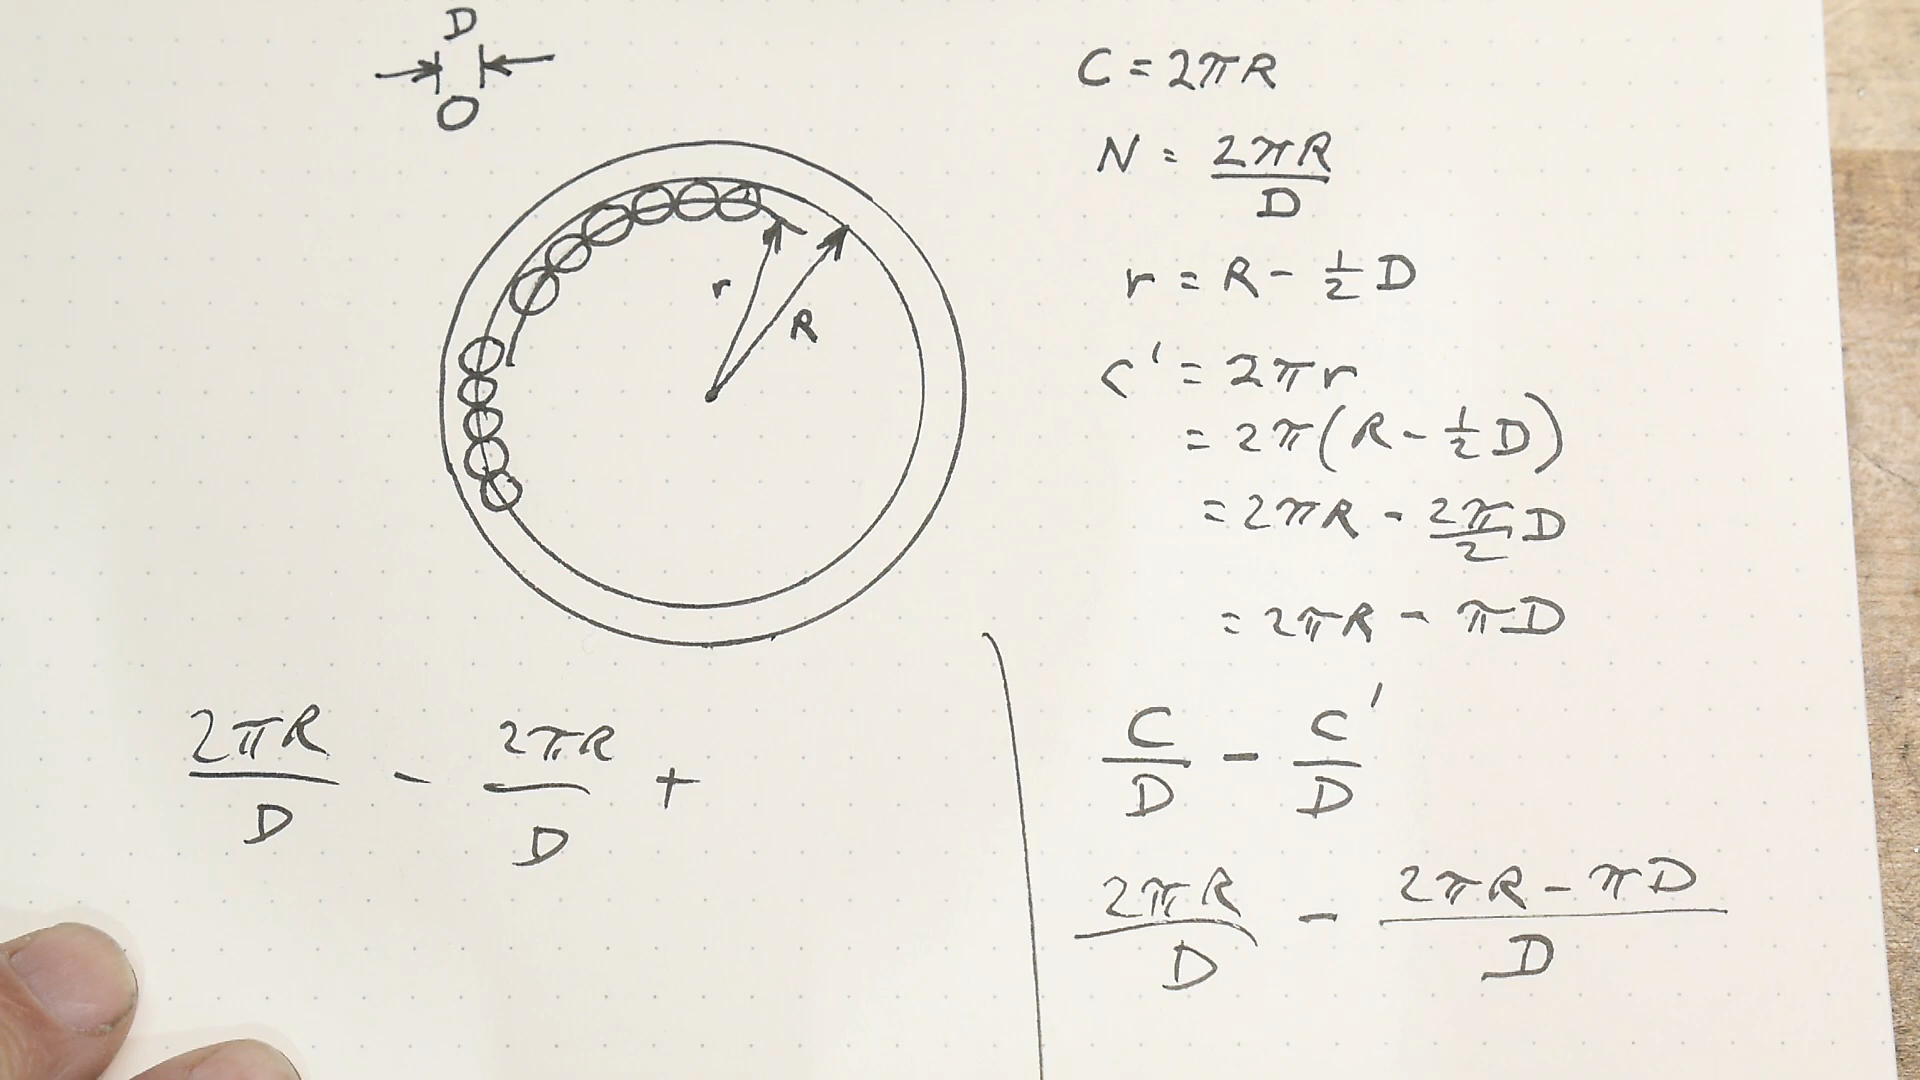 D
r
R
C = 2πR
N = 2πR/D
r = R - ½D
C' = 2πr
= 2π(R - ½D)
= 2πR - 2π/2 D
= 2πR - πD
C/D - C'/D
2πR/D - 2πR - πD/D
2πR/D - 2πR/D +